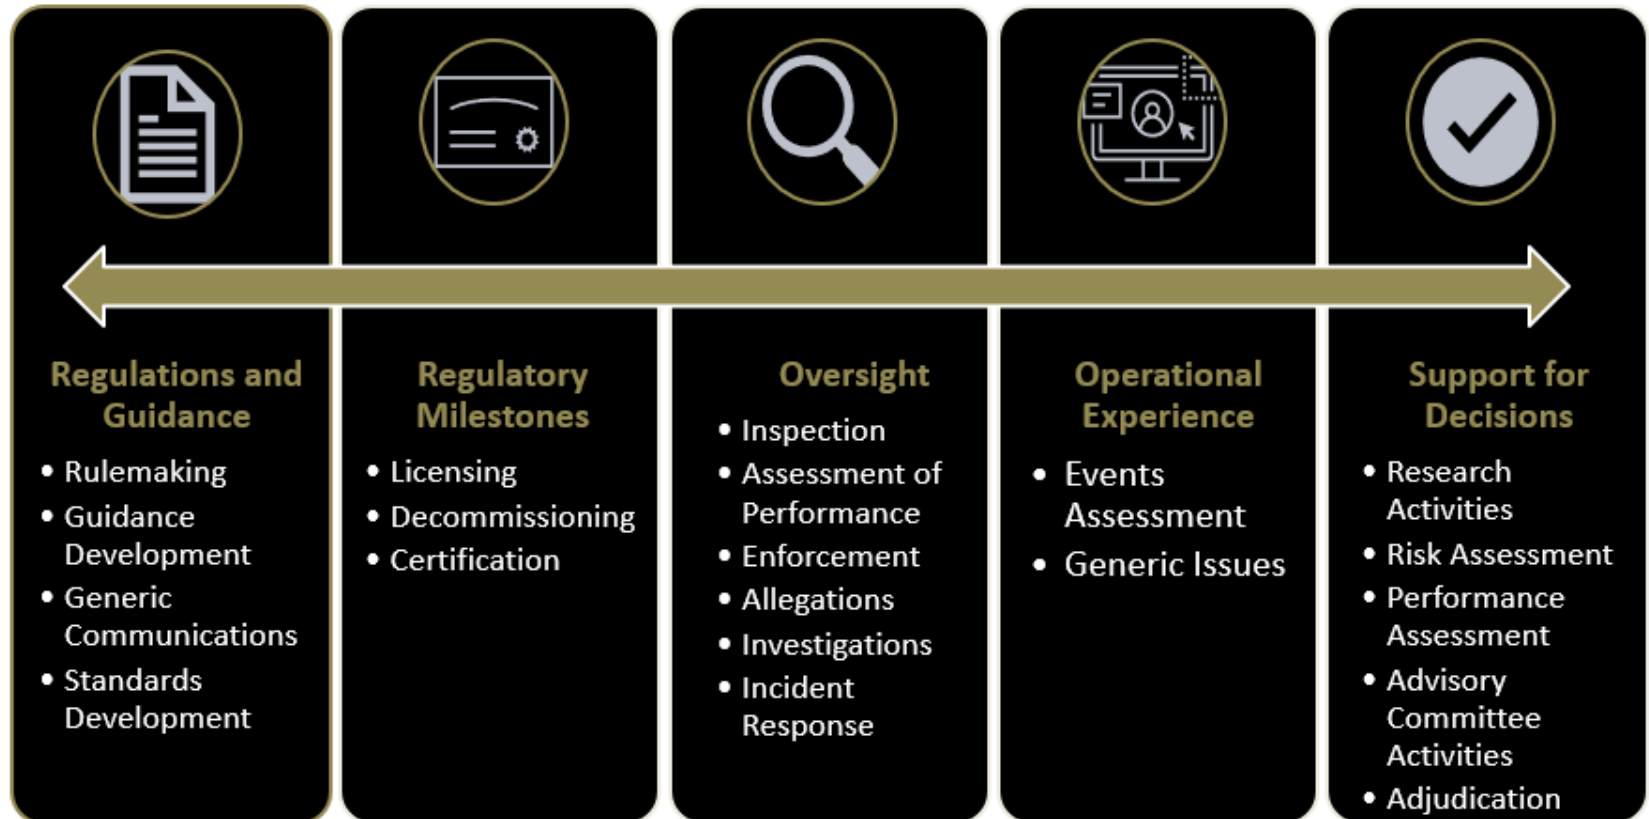 Regulations and
Guidance
• Rulemaking
• Guidance
Development
• Generic
Communications
• Standards
Development
Regulatory
Milestones
• Licensing
• Decommissioning
• Certification
Oversight
• Inspection
• Assessment of
Performance
• Enforcement
• Allegations
• Investigations
• Incident
Response
Operational
Experience
• Events
Assessment
• Generic Issues
Support for
Decisions
• Research
Activities
• Risk Assessment
• Performance
Assessment
• Advisory
Committee
Activities
• Adjudication